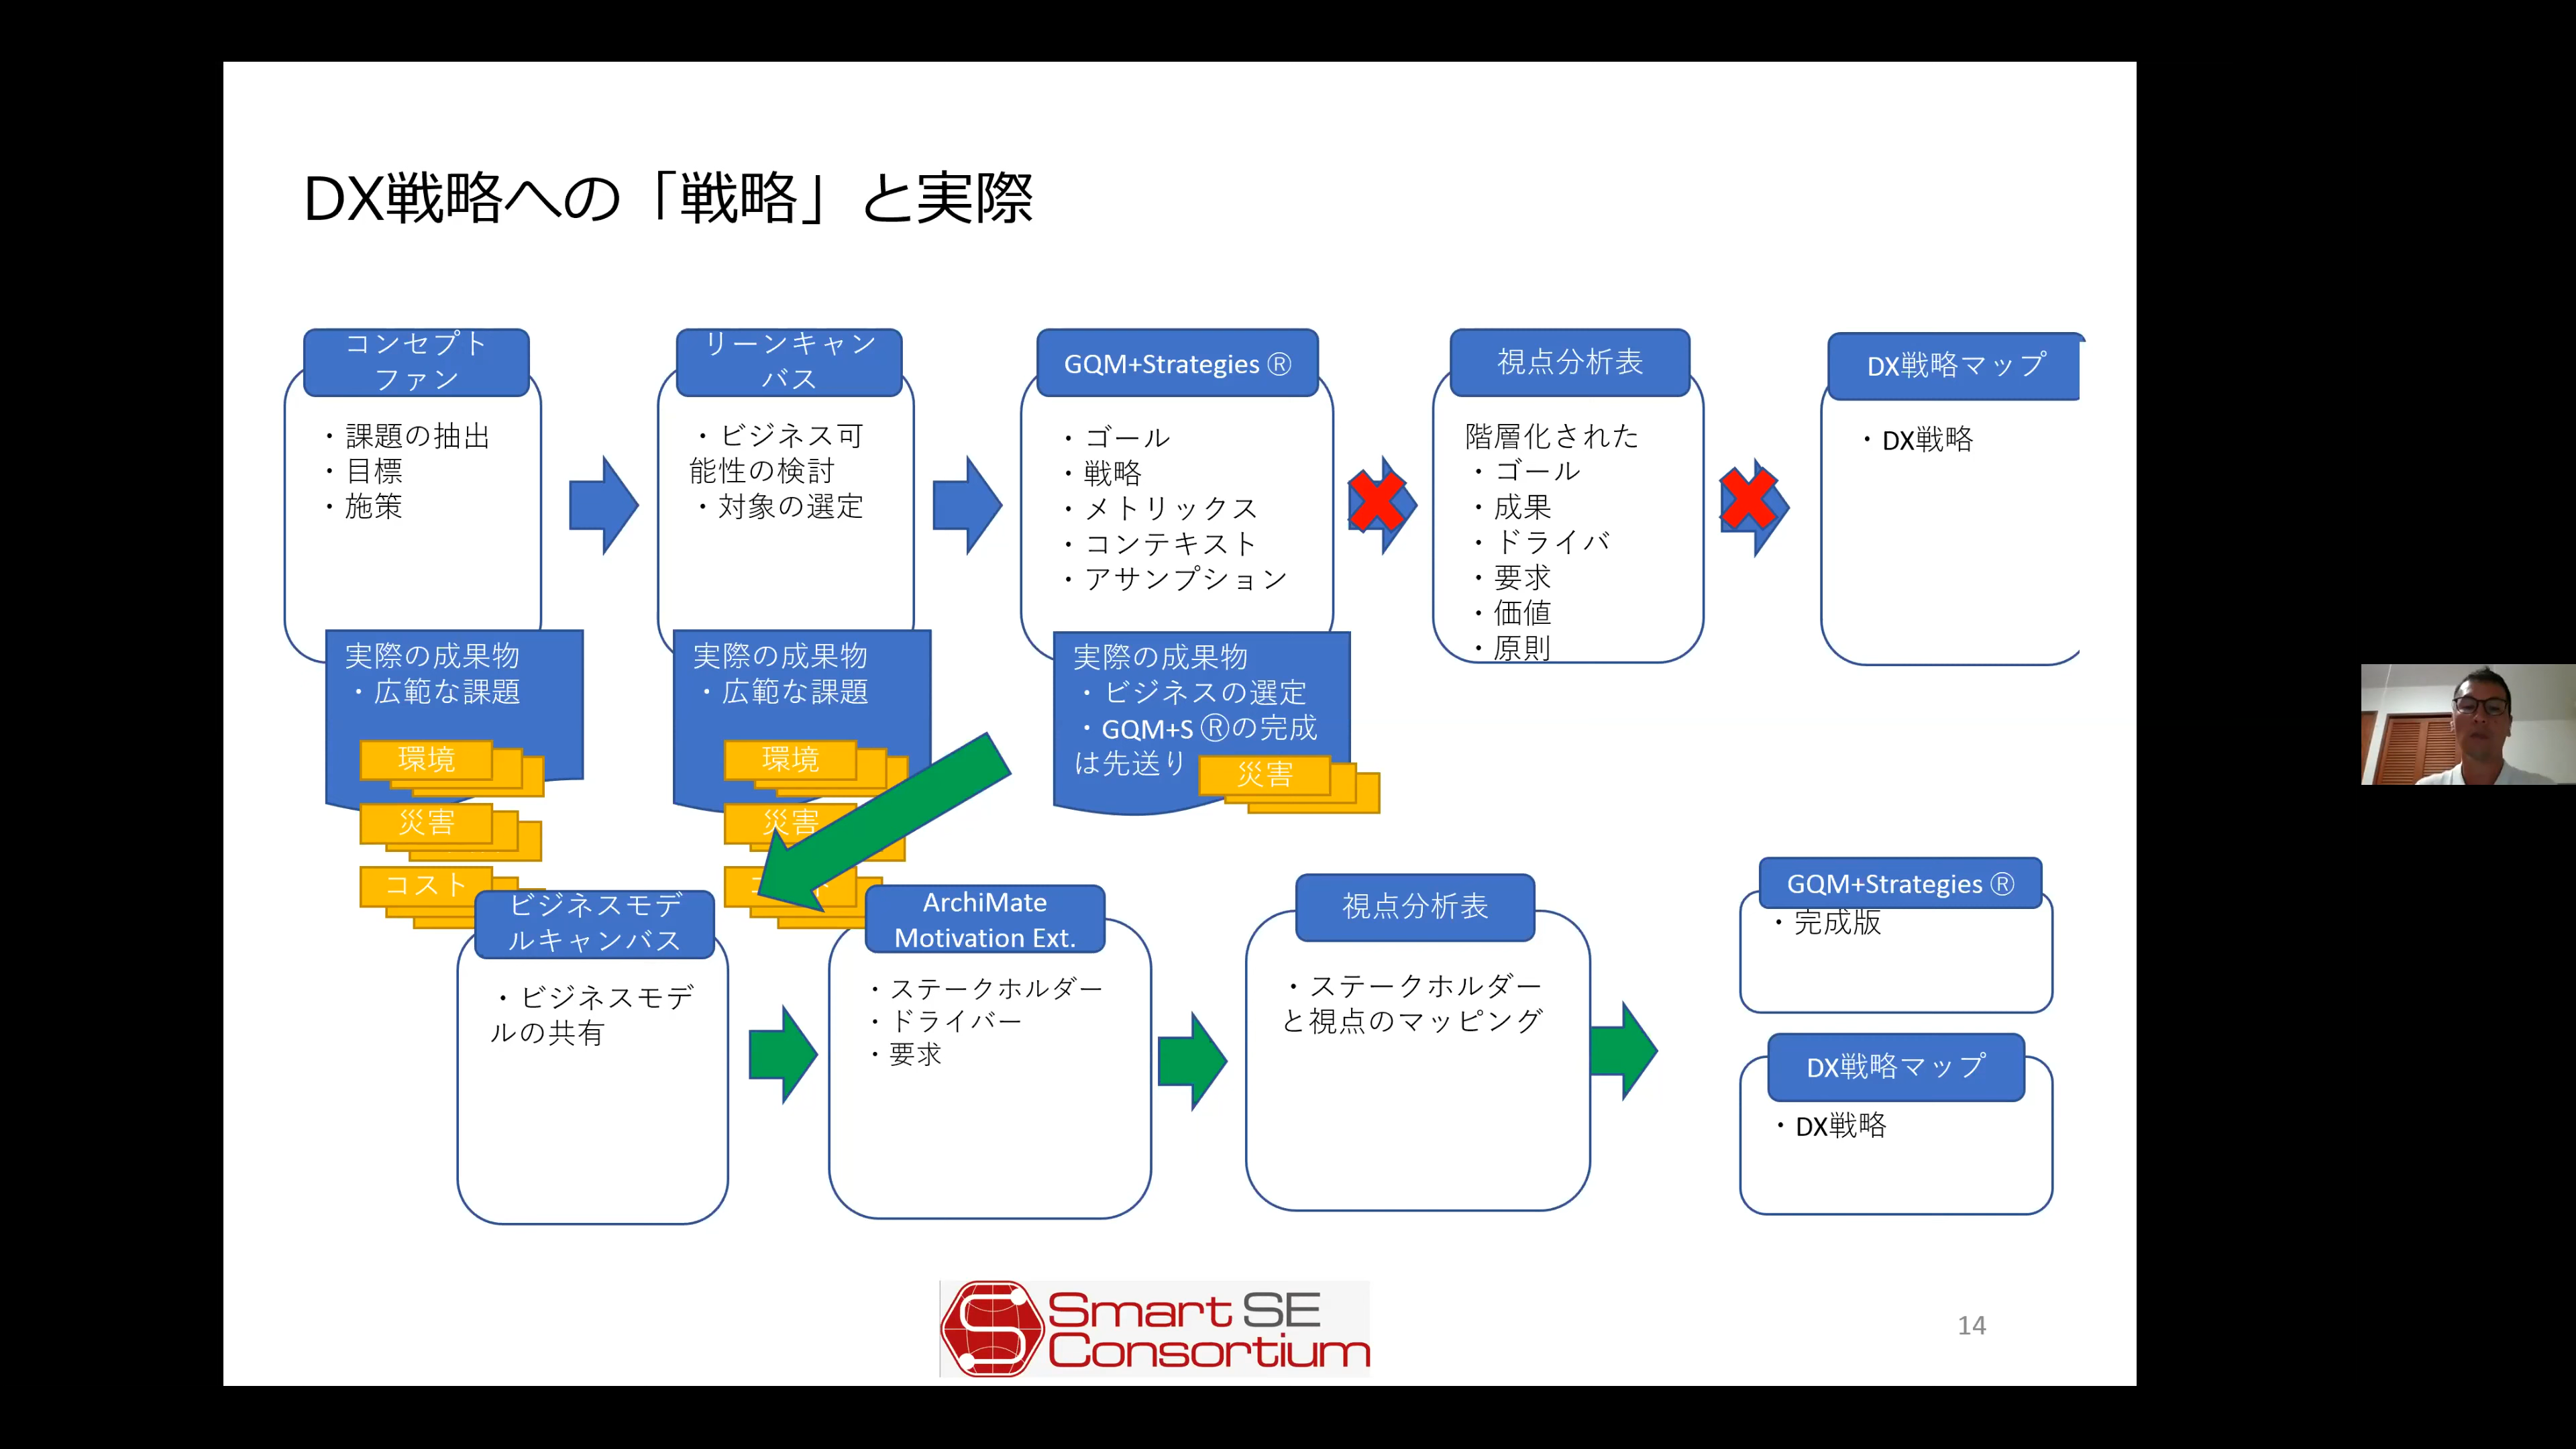 DX戦略への「戦略」と実際
コンセプト
ファン
・課題の抽出
・目標
・施策
リーンキャン
バス
・ビジネス可
能性の検討
・対象の選定
GQM+Strategies Ⓡ
・ゴール
・戦略
・メトリックス
・コンテキスト
・アサンプション
視点分析表
階層化された
・ゴール
・成果
・ドライバ
・要求
・価値
・原則
DX戦略マップ
・DX戦略
実際の成果物
・広範な課題
環境
災害
コスト
実際の成果物
・広範な課題
環境
災害
実際の成果物
・ビジネスの選定
・GQM+S Ⓡの完成
は先送り
災害
ビジネスモデ
ルキャンバス
・ビジネスモデ
ルの共有
ArchiMate
Motivation Ext.
・ステークホルダー
・ドライバー
・要求
視点分析表
・ステークホルダー
と視点のマッピング
GQM+Strategies Ⓡ
・完成版
DX戦略マップ
・DX戦略
Smart SE
Consortium
14